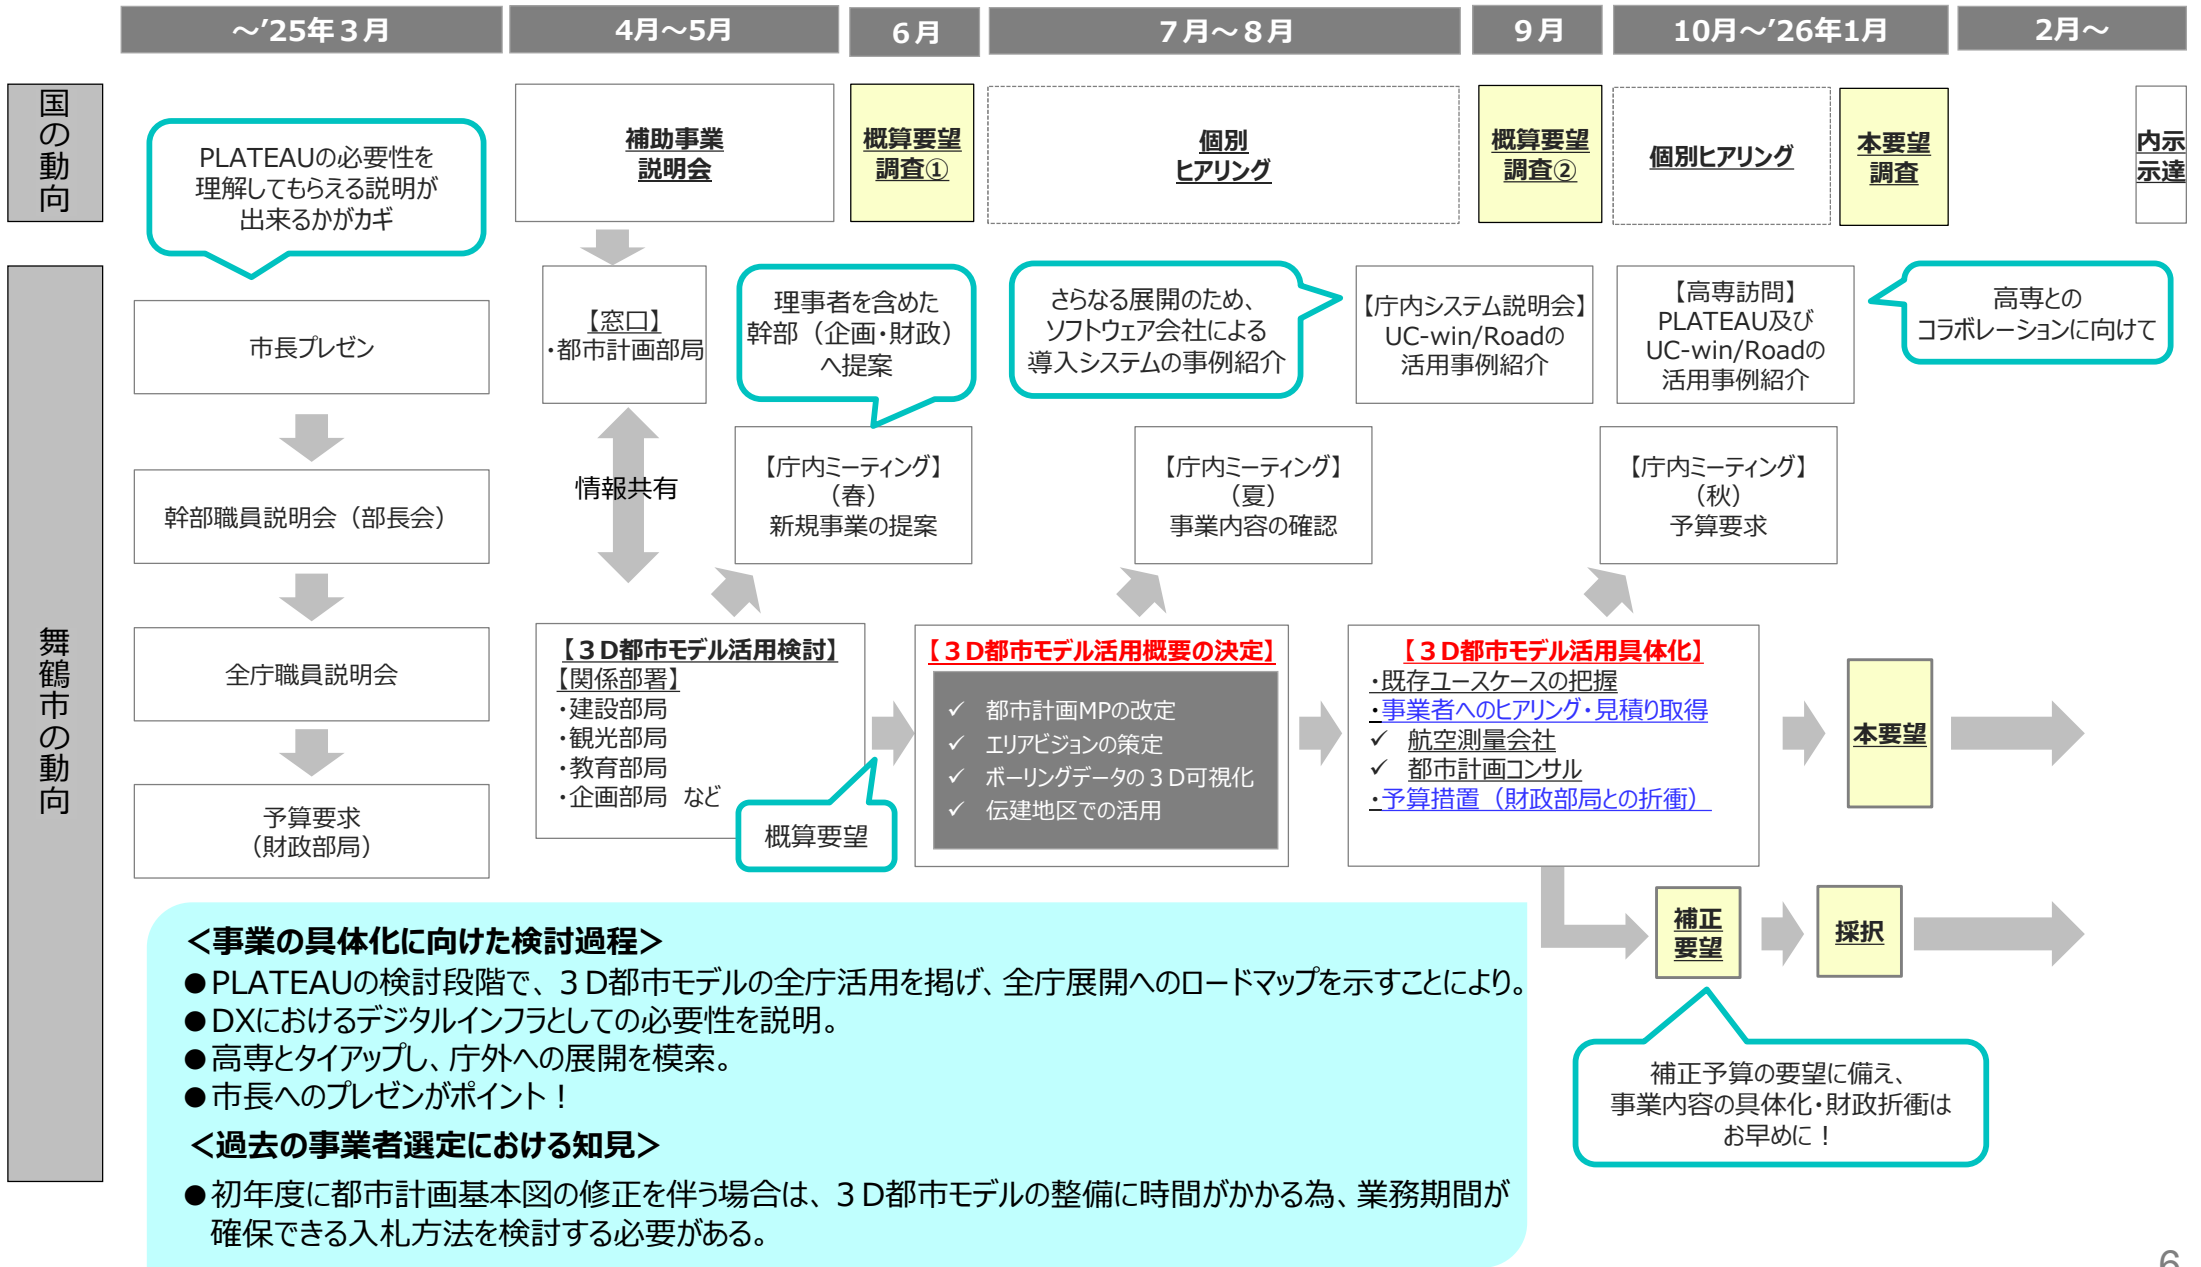 ～’25年３月
4月～5月
６月
７月～８月
９月
10月～’26年1月
2月～
国の動向
PLATEAUの必要性を
理解してもらえる説明が
出来るかがカギ
補助事業
説明会
概算要望
調査①
個別
ヒアリング
概算要望
調査②
個別ヒアリング
本要望
調査
内示
示達
舞鶴市の動向
市長プレゼン
幹部職員説明会（部長会）
全庁職員説明会
予算要求
（財政部局）
【窓口】
・都市計画部局
情報共有
理事者を含めた
幹部（企画・財政）
へ提案
【庁内ミーティング】
（春）
新規事業の提案
さらなる展開のため、
ソフトウェア会社による
導入システムの事例紹介
【庁内システム説明会】
UC-win/Roadの
活用事例紹介
【高専訪問】
PLATEAU及び
UC-win/Roadの
活用事例紹介
高専との
コラボレーションに向けて
【庁内ミーティング】
（夏）
事業内容の確認
【庁内ミーティング】
（秋）
予算要求
【３D都市モデル活用検討】
【関係部署】
・建設部局
・観光部局
・教育部局
・企画部局　など
概算要望
【３D都市モデル活用概要の決定】
✓ 都市計画MPの改定
✓ エリアビジョンの策定
✓ ボーリングデータの３D可視化
✓ 伝建地区での活用
【３D都市モデル活用具体化】
・既存ユースケースの把握
・事業者へのヒアリング・見積り取得
✓ 航空測量会社
✓ 都市計画コンサル
・予算措置（財政部局との折衝）
本要望
補正
要望
採択
補正予算の要望に備え、
事業内容の具体化・財政折衝は
お早めに！
＜事業の具体化に向けた検討過程＞
●PLATEAUの検討段階で、３D都市モデルの全庁活用を掲げ、全庁展開へのロードマップを示すことにより。
●DXにおけるデジタルインフラとしての必要性を説明。
●高専とタイアップし、庁外への展開を模索。
●市長へのプレゼンがポイント！
＜過去の事業者選定における知見＞
●初年度に都市計画基本図の修正を伴う場合は、３D都市モデルの整備に時間がかかる為、業務期間が
確保できる入札方法を検討する必要がある。
6